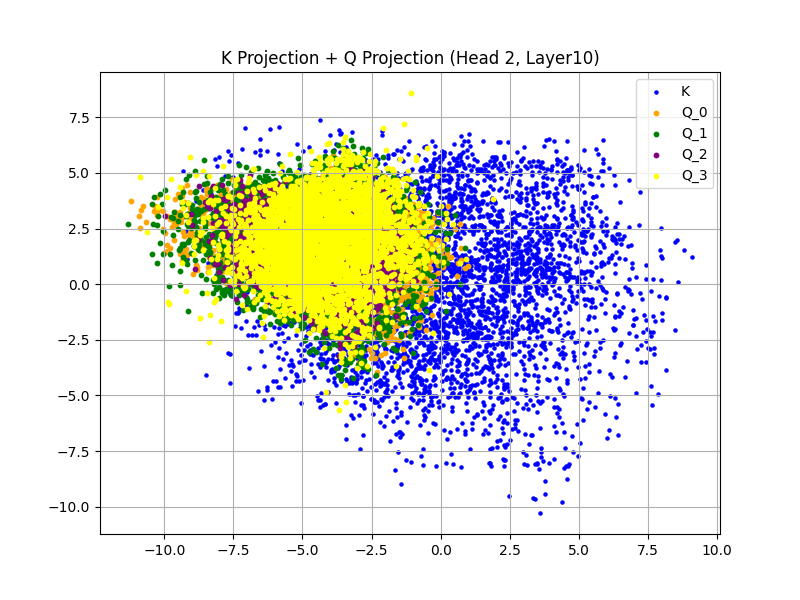 K Projection + Q Projection (Head 2, Layer10)
K
Q_0
Q_1
Q_2
Q_3
7.5
5.0
2.5
0.0
−2.5
−5.0
−7.5
−10.0
−10.0 −7.5 −5.0 −2.5 0.0 2.5 5.0 7.5 10.0